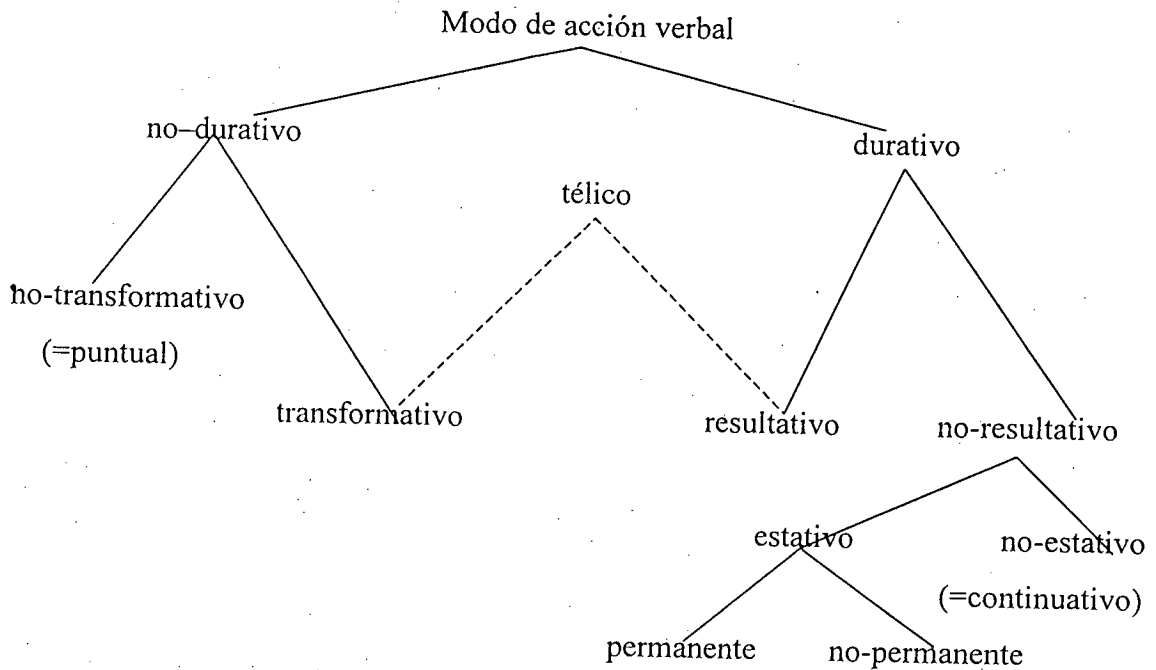 Modo de acción verbal
no–durativo
durativo
télico
no-transformativo
(=puntual)
transformativo
resultativo
no-resultativo
estativo
no-estativo
(=continuativo)
permanente
no-permanente